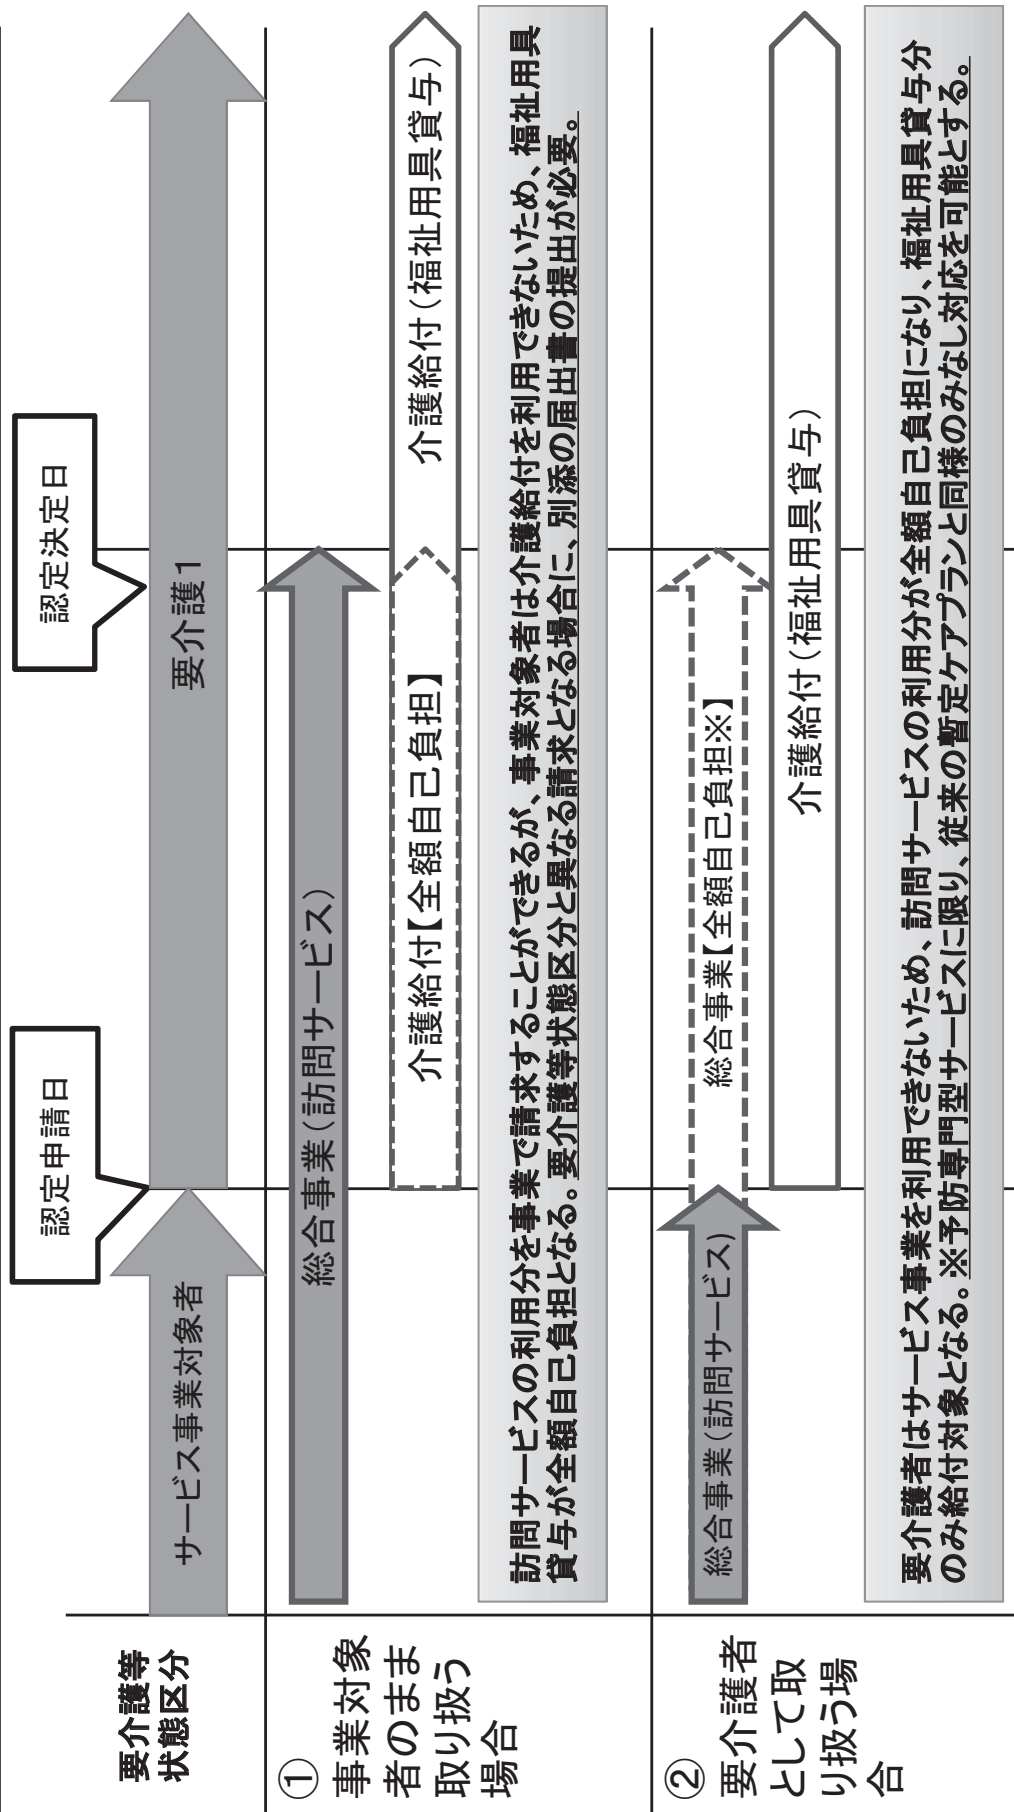 認定申請日
認定決定日
要介護等
状態区分
サービス事業対象者
要介護1
①
事業対象
者のまま
取り扱う
場合
総合事業(訪問サービス)
介護給付【全額自己負担】
介護給付(福祉用具貸与)
訪問サービスの利用分を事業で請求することができるが、事業対象者は介護給付を利用できないため、福祉用具
貸与が全額自己負担となる。要介護等状態区分と異なる請求となる場合に、別添の届出書の提出が必要。
②
要介護者
として取
り扱う場
合
総合事業(訪問サービス)
総合事業【全額自己負担※】
介護給付(福祉用具貸与)
要介護者はサービス事業を利用できないため、訪問サービスの利用分が全額自己負担になり、福祉用具貸与分
のみ給付対象となる。※予防専門型サービスに限り、従来の暫定ケアプランと同様のみなし対応を可能とする。